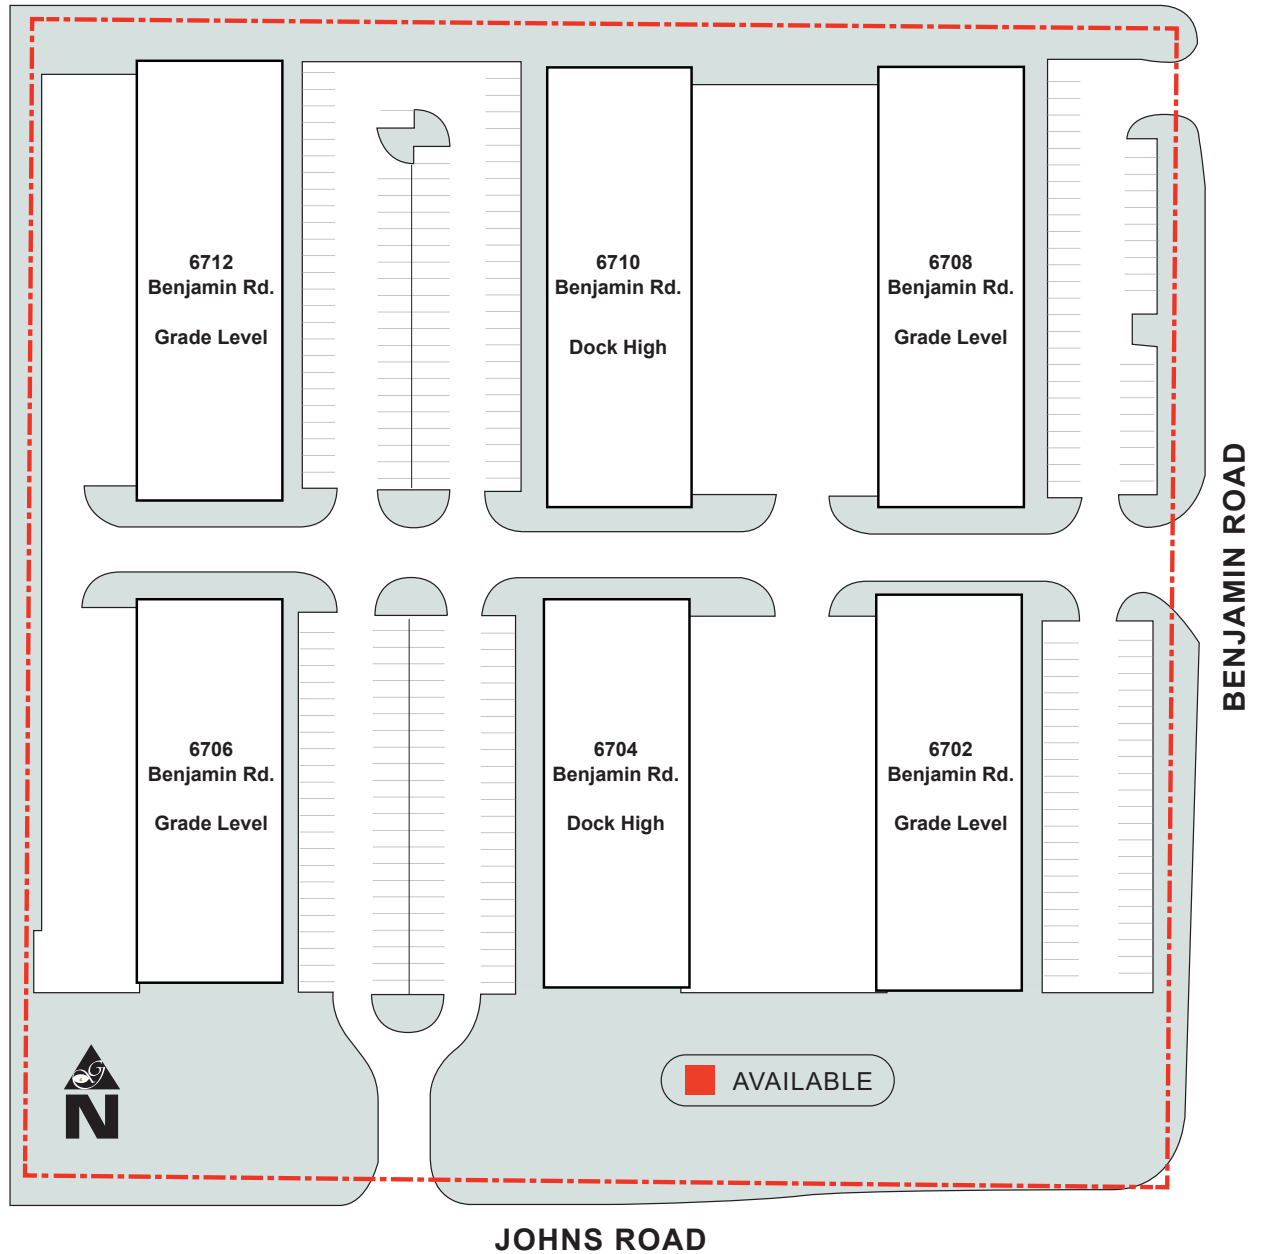 6712
Benjamin Rd.
Grade Level
6710
Benjamin Rd.
Dock High
6708
Benjamin Rd.
Grade Level
BENJAMIN ROAD
6706
Benjamin Rd.
Grade Level
6704
Benjamin Rd.
Dock High
6702
Benjamin Rd.
Grade Level
N
AVAILABLE
JOHNS ROAD